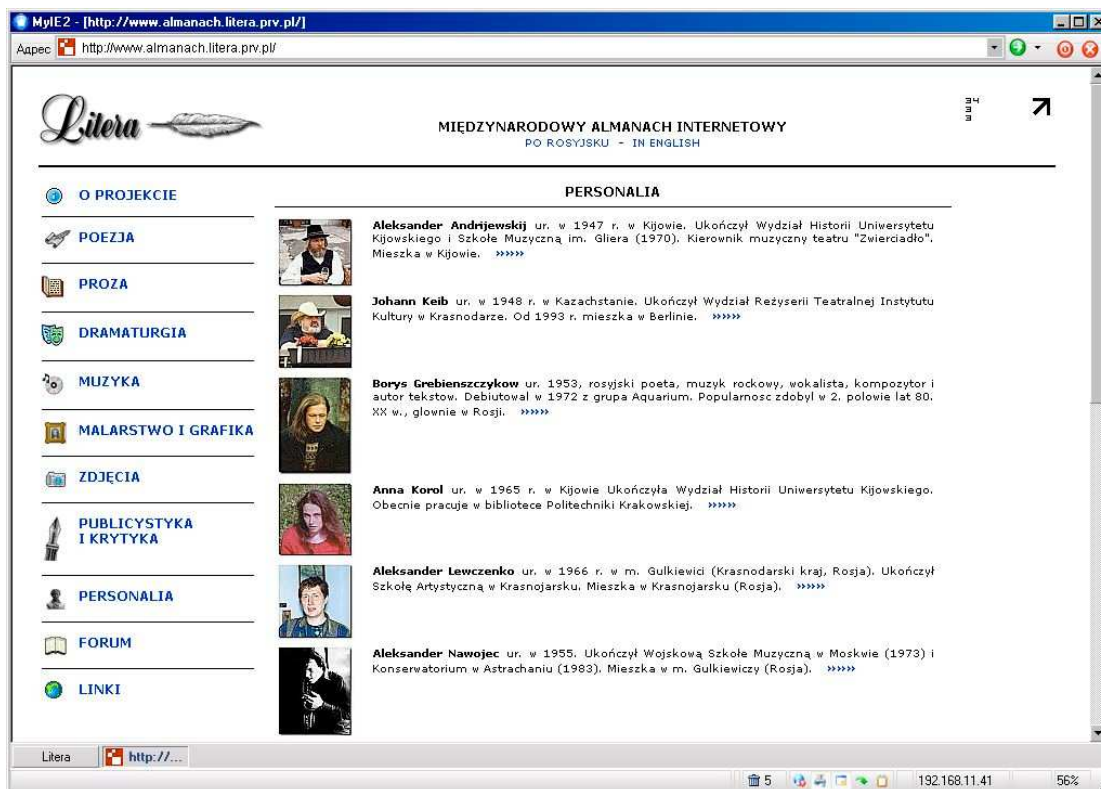 MyIE2 - [http://www.almanach.litera.prv.pl/]
Адрес http://www.almanach.litera.prv.pl/
Litera
MIĘDZYNARODOWY ALMANACH INTERNETOWY
PO ROSYJSKU - IN ENGLISH
O PROJEKCIE
POEZJA
PROZA
DRAMATURGIA
MUZYKA
MALARSTWO I GRAFIKA
ZDJĘCIA
PUBLICYSTYKA
I KRYTYKA
PERSONALIA
FORUM
LINKI
PERSONALIA
Aleksander Andrijewskij ur. w 1947 r. w Kijowie. Ukończył Wydział Historii Uniwersytetu
Kijowskiego i Szkołe Muzyczną im. Gliera (1970). Kierownik muzyczny teatru "Zwierciadło".
Mieszka w Kijowie. »»»»
Johann Keib ur. w 1948 r. w Kazachstanie. Ukończył Wydział Reżyserii Teatralnej Instytutu
Kultury w Krasnodarze. Od 1993 r. mieszka w Berlinie. »»»»
Borys Grebienszczykow ur. 1953, rosyjski poeta, muzyk rockowy, wokalista, kompozytor i
autor tekstow. Debiutowal w 1972 z grupa Aquarium. Popularnosc zdobyl w 2. polowie lat 80.
XX w., glownie w Rosji. »»»»
Anna Korol ur. w 1965 r. w Kijowie Ukończyła Wydział Historii Uniwersytetu Kijowskiego.
Obecnie pracuje w bibliotece Politechniki Krakowskiej. »»»»
Aleksander Lewczenko ur. w 1966 r. w m. Gulkiewici (Krasnodarski kraj, Rosja). Ukończył
Szkołę Artystyczną w Krasnojarsku. Mieszka w Krasnojarsku (Rosja). »»»»
Aleksander Nawojec ur. w 1955. Ukończył Wojskową Szkołe Muzyczną w Moskwie (1973) i
Konserwatorium w Astrachaniu (1983). Mieszka w m. Gulkiewiczy (Rosja). »»»»
Litera http://...
5 192.168.11.41 56%